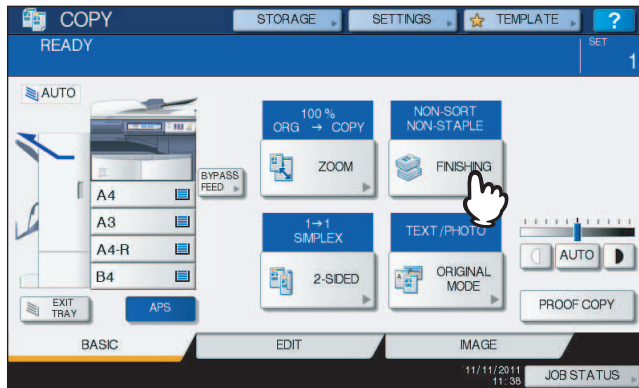 COPY
STORAGE
SETTINGS
TEMPLATE
?
READY
SET
1
AUTO
100 %
ORG → COPY
ZOOM
NON-SORT
NON-STAPLE
FINISHING
BYPASS
FEED
A4
A3
A4-R
B4
1→1
SIMPLEX
2-SIDED
TEXT/PHOTO
ORIGINAL
MODE
AUTO
EXIT
TRAY
APS
PROOF COPY
BASIC
EDIT
IMAGE
11/11/2011
11:38
JOB STATUS